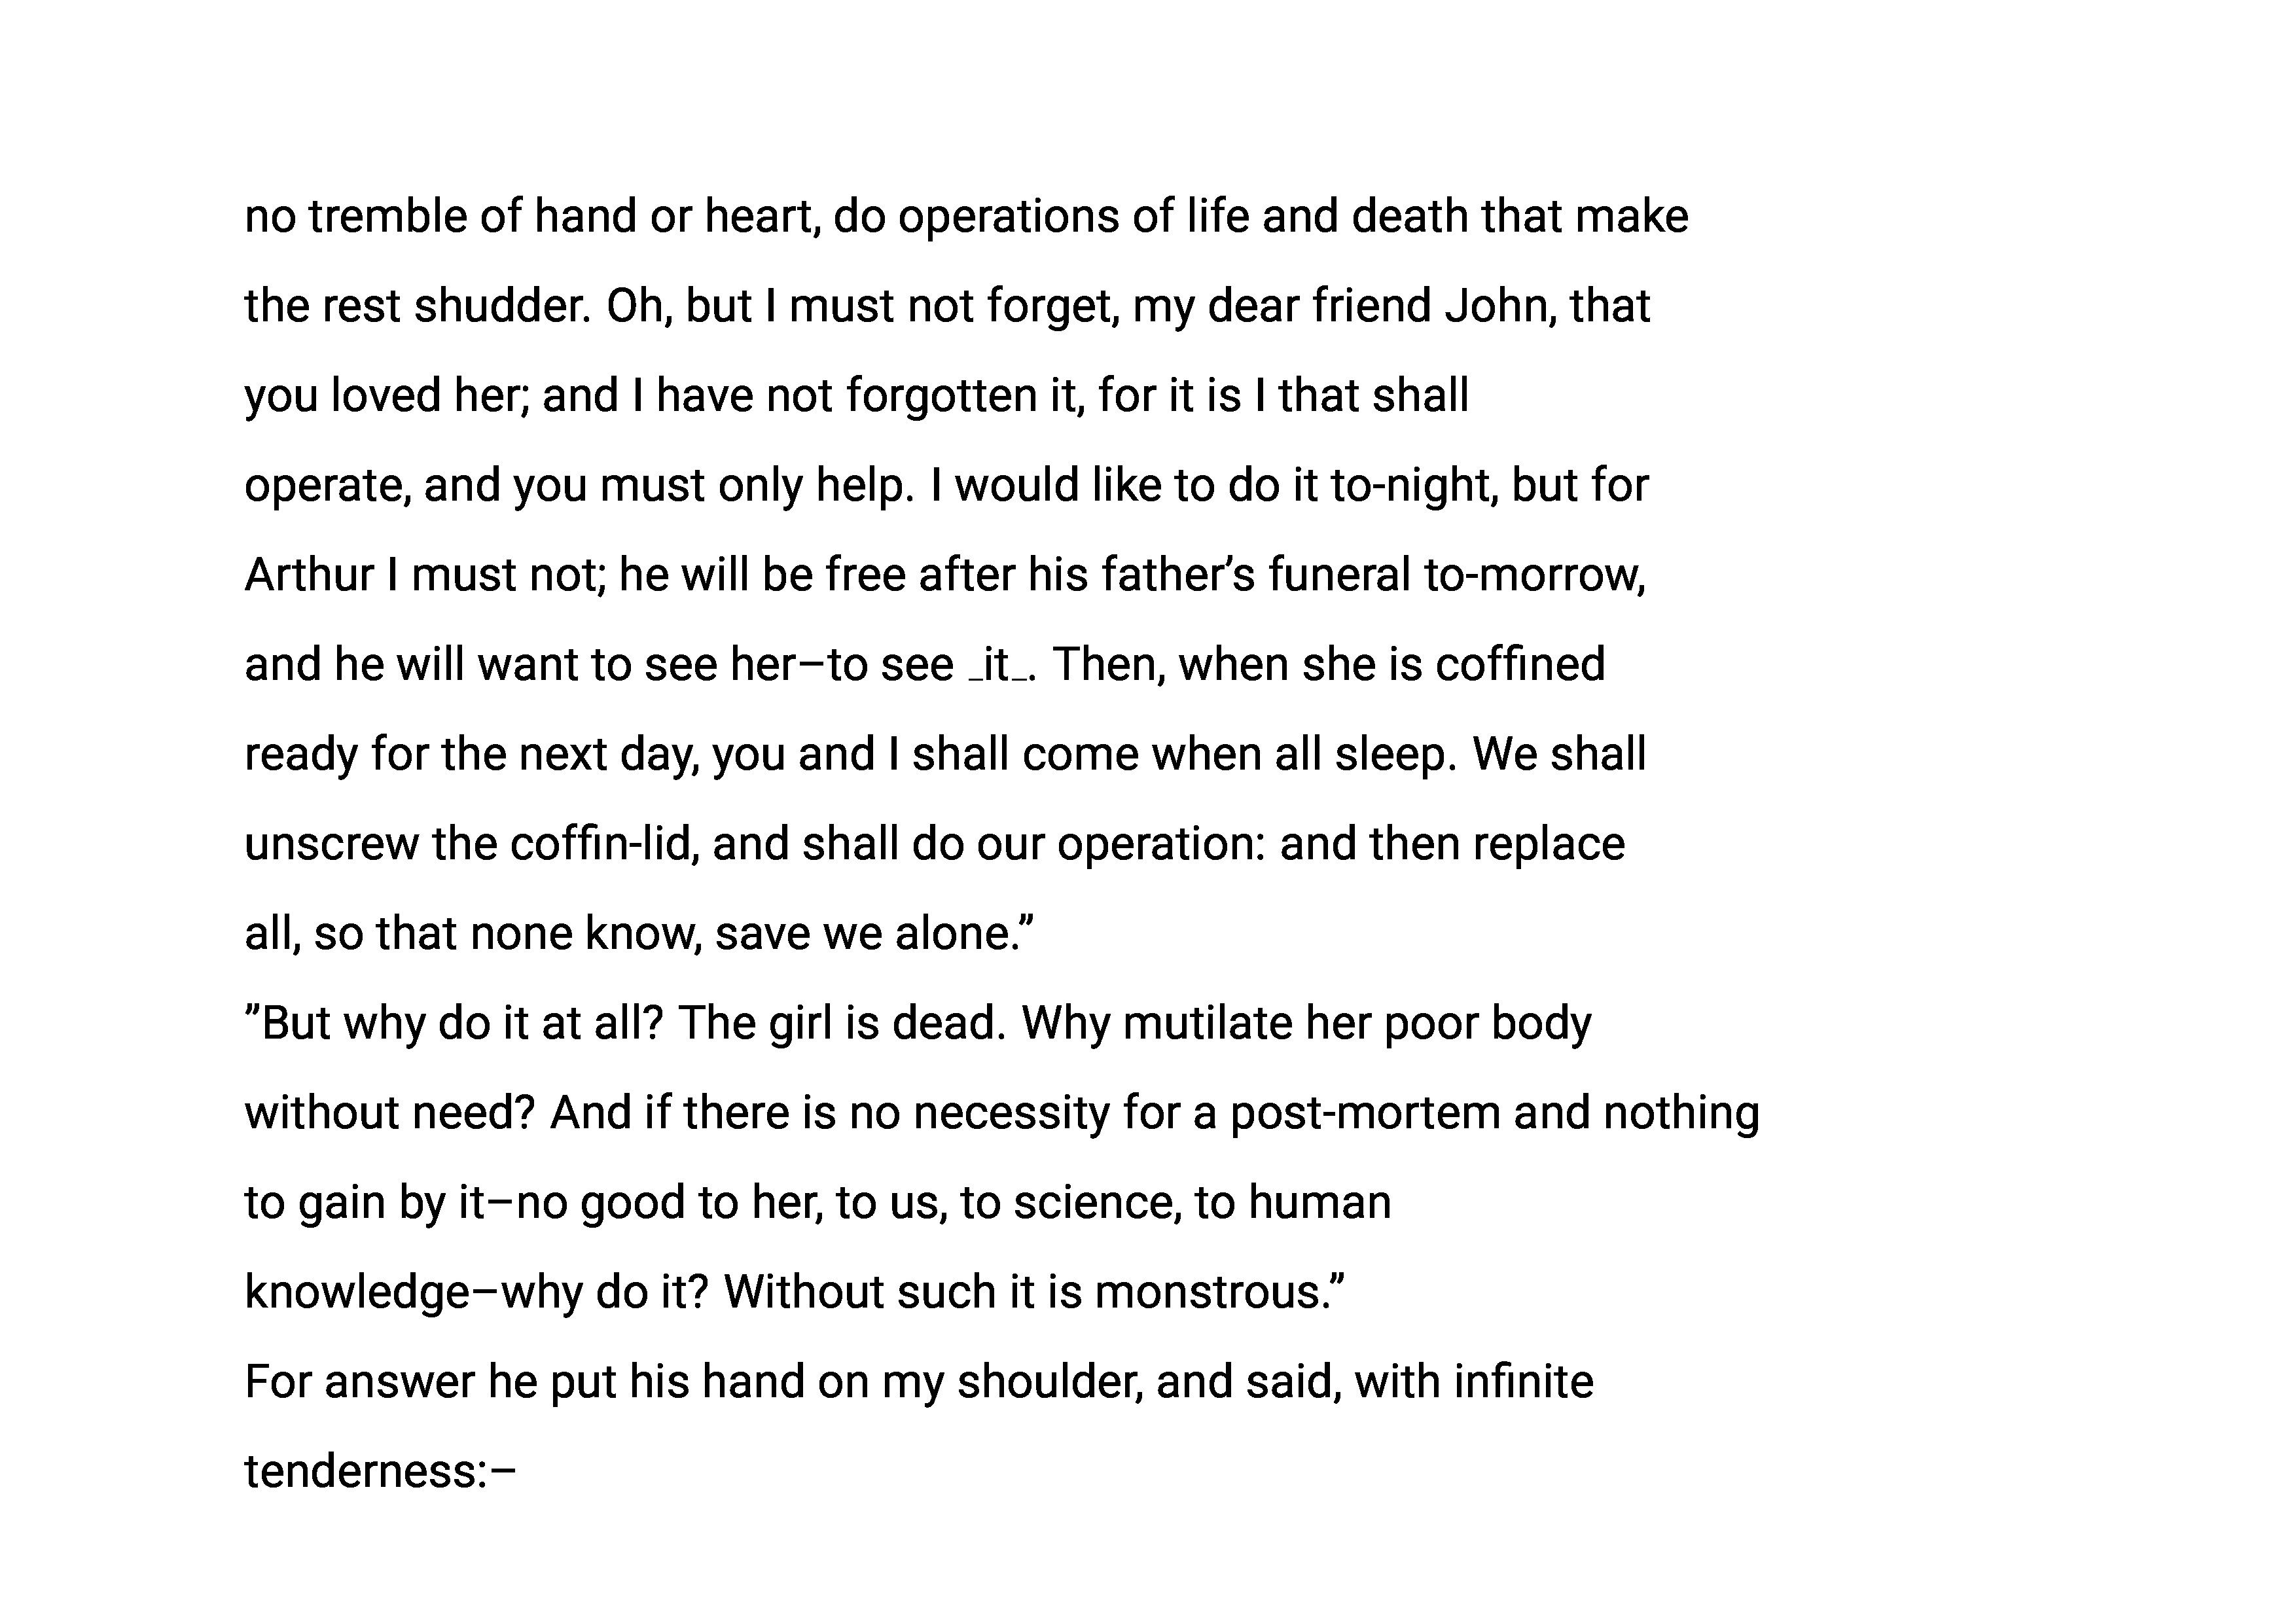 no tremble of hand or heart, do operations of life and death that make
the rest shudder. Oh, but I must not forget, my dear friend John, that
you loved her; and I have not forgotten it, for it is I that shall
operate, and you must only help. I would like to do it to-night, but for
Arthur I must not; he will be free after his father’s funeral to-morrow,
and he will want to see her–to see _it_. Then, when she is coffined
ready for the next day, you and I shall come when all sleep. We shall
unscrew the coffin-lid, and shall do our operation: and then replace
all, so that none know, save we alone.”
”But why do it at all? The girl is dead. Why mutilate her poor body
without need? And if there is no necessity for a post-mortem and nothing
to gain by it–no good to her, to us, to science, to human
knowledge–why do it? Without such it is monstrous.”
For answer he put his hand on my shoulder, and said, with infinite
tenderness:–